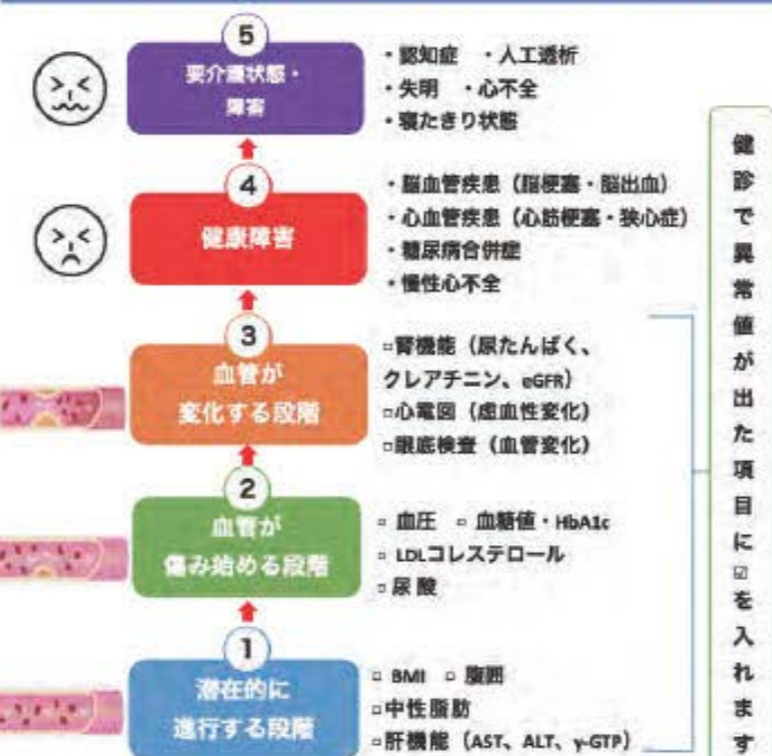 5
要介護状態・
障害
・認知症 ・人工透析
・失明 ・心不全
・寝たきり状態
4
健康障害
・脳血管疾患（脳梗塞・脳出血）
・心血管疾患（心筋梗塞・狭心症）
・糖尿病合併症
・慢性心不全
3
血管が
変化する段階
□腎機能（尿たんぱく、
クレアチニン、eGFR）
□心電図（虚血性変化）
□眼底検査（血管変化）
2
血管が
傷み始める段階
□ 血圧 □ 血糖値・HbA1c
□ LDLコレステロール
□尿酸
1
潜在的に
進行する段階
□ BMI □ 腹囲
□中性脂肪
□肝機能（AST、ALT、γ-GTP）
健診で異常値が出た項目に☑を入れます